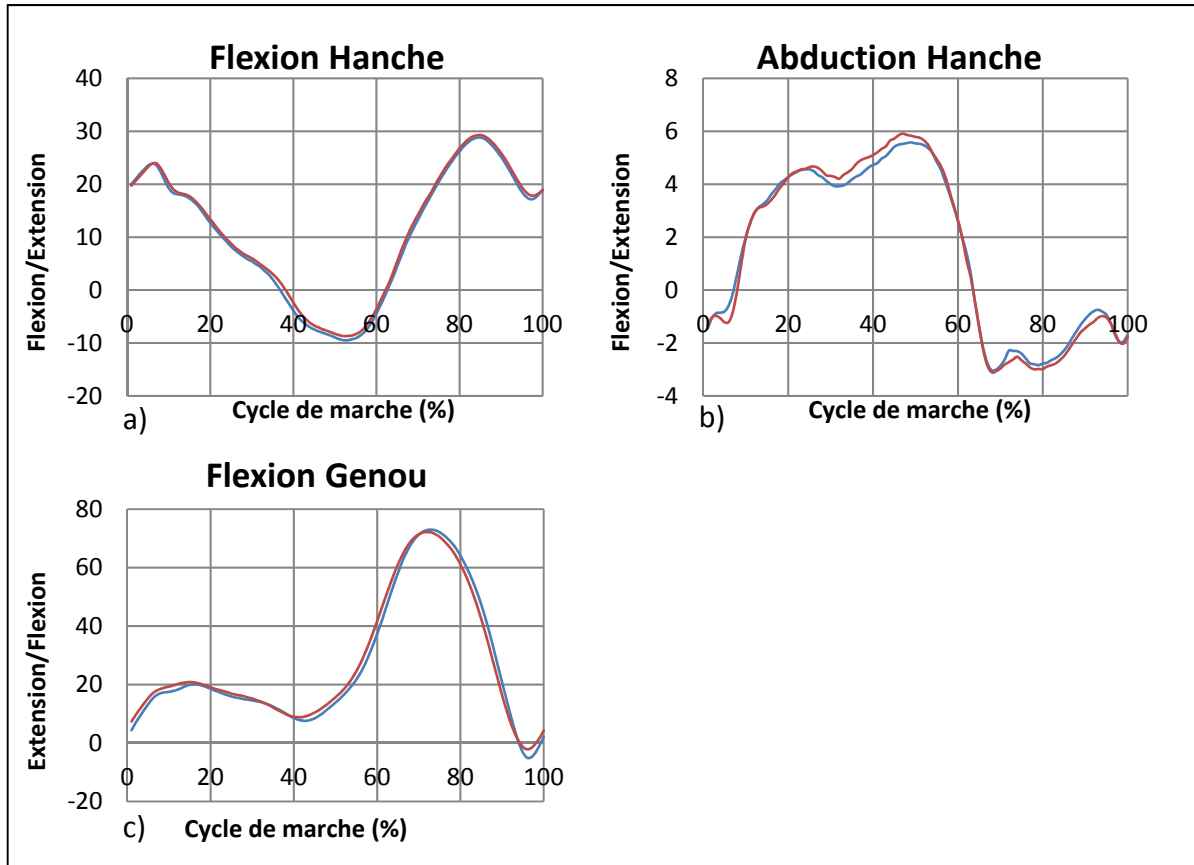 Flexion Hanche
40
30
20
10
0
-10
-20
0 20 40 60 80 100
Flexion/Extension
Cycle de marche (%)
a)
Abduction Hanche
8
6
4
2
0
-2
-4
0 20 40 60 80 100
Flexion/Extension
Cycle de marche (%)
b)
Flexion Genou
80
60
40
20
0
-20
0 20 40 60 80 100
Extension/Flexion
Cycle de marche (%)
c)